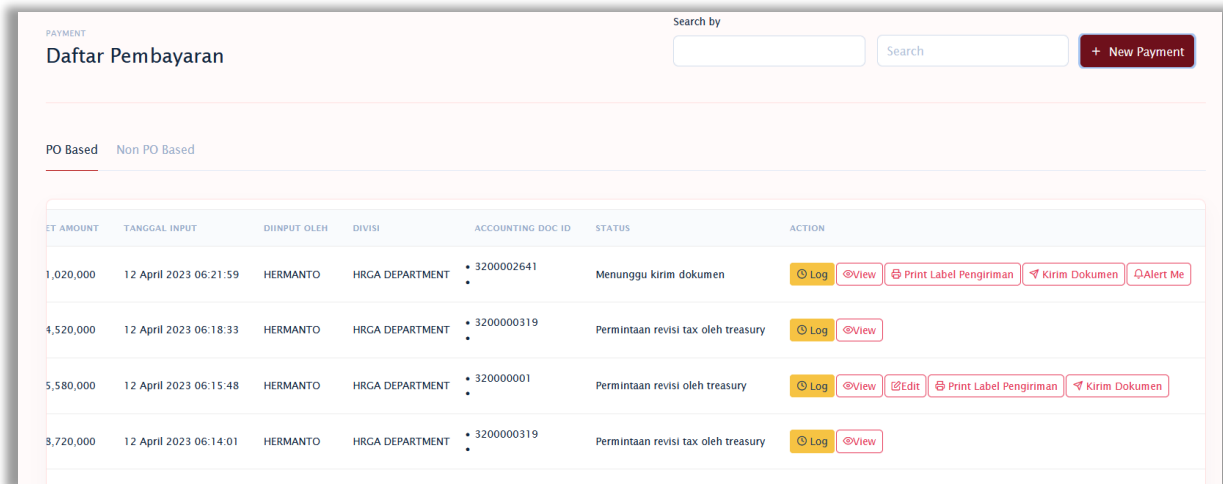 Search by
PAYMENT
Daftar Pembayaran
Search
+ New Payment
PO Based Non PO Based
ET AMOUNT TANGGAL INPUT DIINPUT OLEH DIVISI ACCOUNTING DOC ID STATUS ACTION
1,020,000 12 April 2023 06:21:59 HERMANTO HRGA DEPARTMENT • 3200002641 Menunggu kirim dokumen Log View Print Label Pengiriman Kirim Dokumen Alert Me
•
4,520,000 12 April 2023 06:18:33 HERMANTO HRGA DEPARTMENT • 3200000319 Permintaan revisi tax oleh treasury Log View
•
5,580,000 12 April 2023 06:15:48 HERMANTO HRGA DEPARTMENT • 320000001 Permintaan revisi oleh treasury Log View Edit Print Label Pengiriman Kirim Dokumen
•
8,720,000 12 April 2023 06:14:01 HERMANTO HRGA DEPARTMENT • 3200000319 Permintaan revisi tax oleh treasury Log View
•